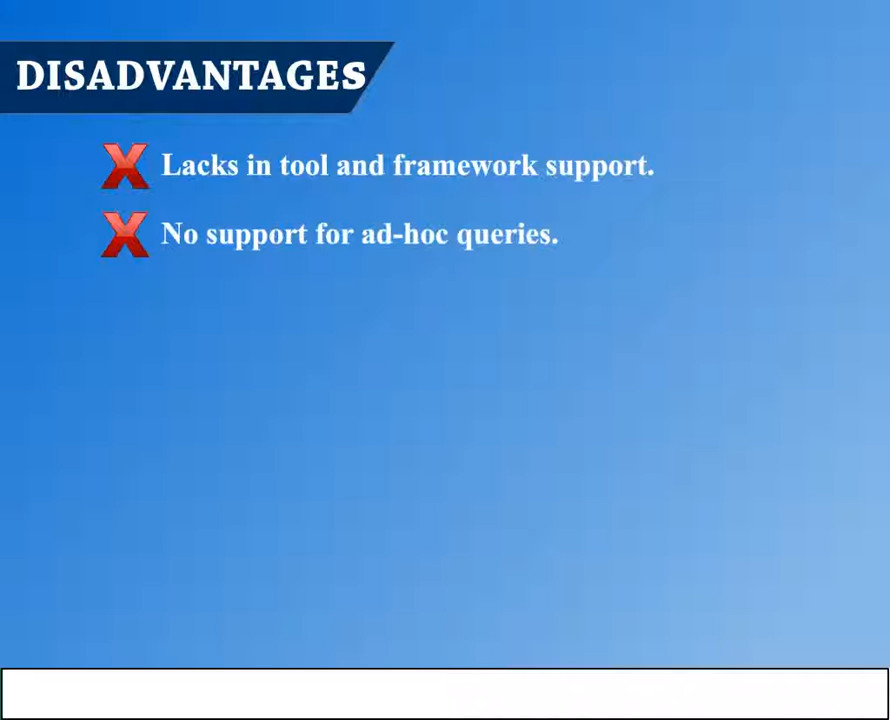 DISADVANTAGES
Lacks in tool and framework support.
No support for ad-hoc queries.